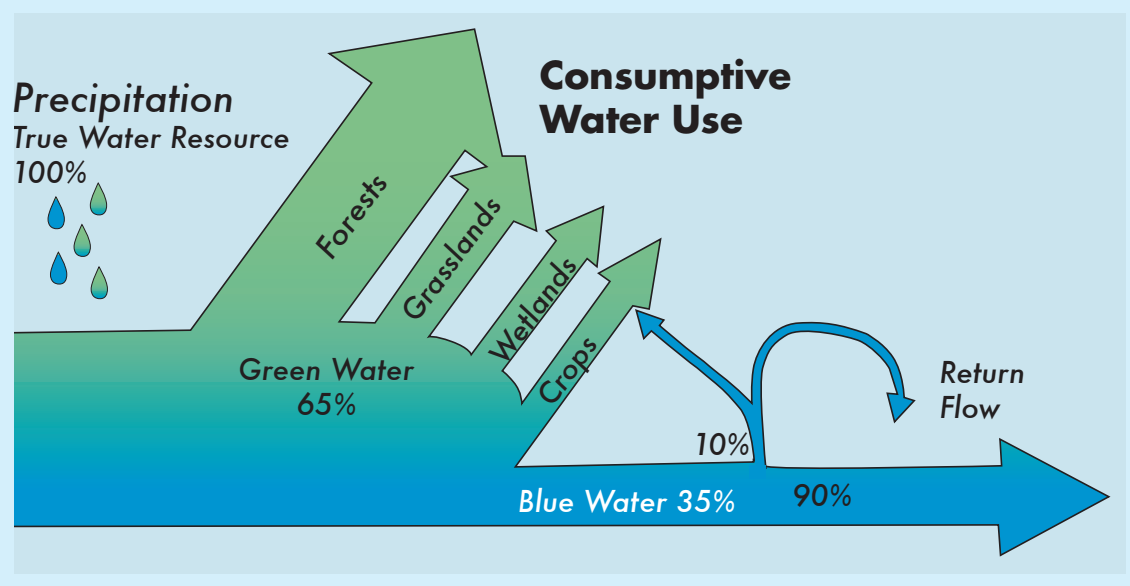 Consumptive
Water Use
Precipitation
True Water Resource
100%
Forests
Grasslands
Wetlands
Crops
Green Water
65%
Return
Flow
10%
Blue Water 35%
90%